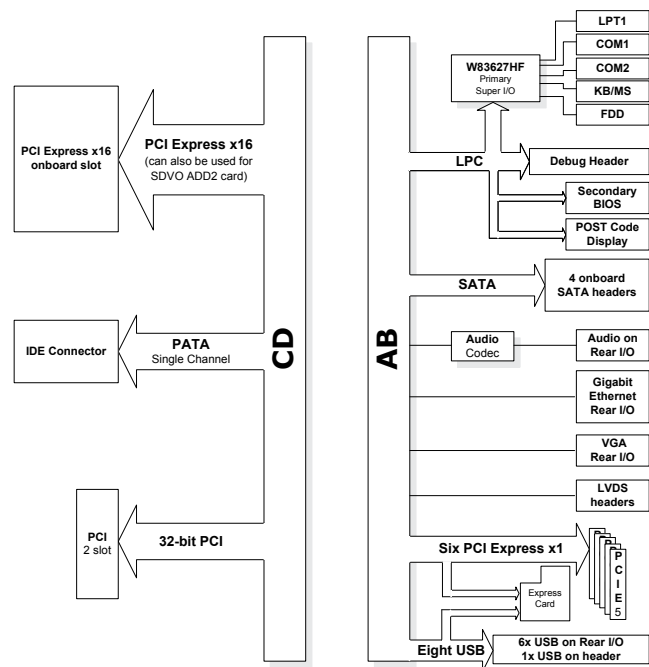 PCI Express x16
onboard slot
PCI Express x16
(can also be used for
SDVO ADD2 card)
IDE Connector
PATA
Single Channel
PCI
2 slot
32-bit PCI
CD
AB
W83627HF
Primary
Super I/O
LPT1
COM1
COM2
KB/MS
FDD
LPC
Debug Header
Secondary
BIOS
POST Code
Display
SATA
4 onboard
SATA headers
Audio
Codec
Audio on
Rear I/O
Gigabit
Ethernet
Rear I/O
VGA
Rear I/O
LVDS
headers
Six PCI Express x1
P
C
I
E
5
Express
Card
Eight USB
6x USB on Rear I/O
1x USB on header